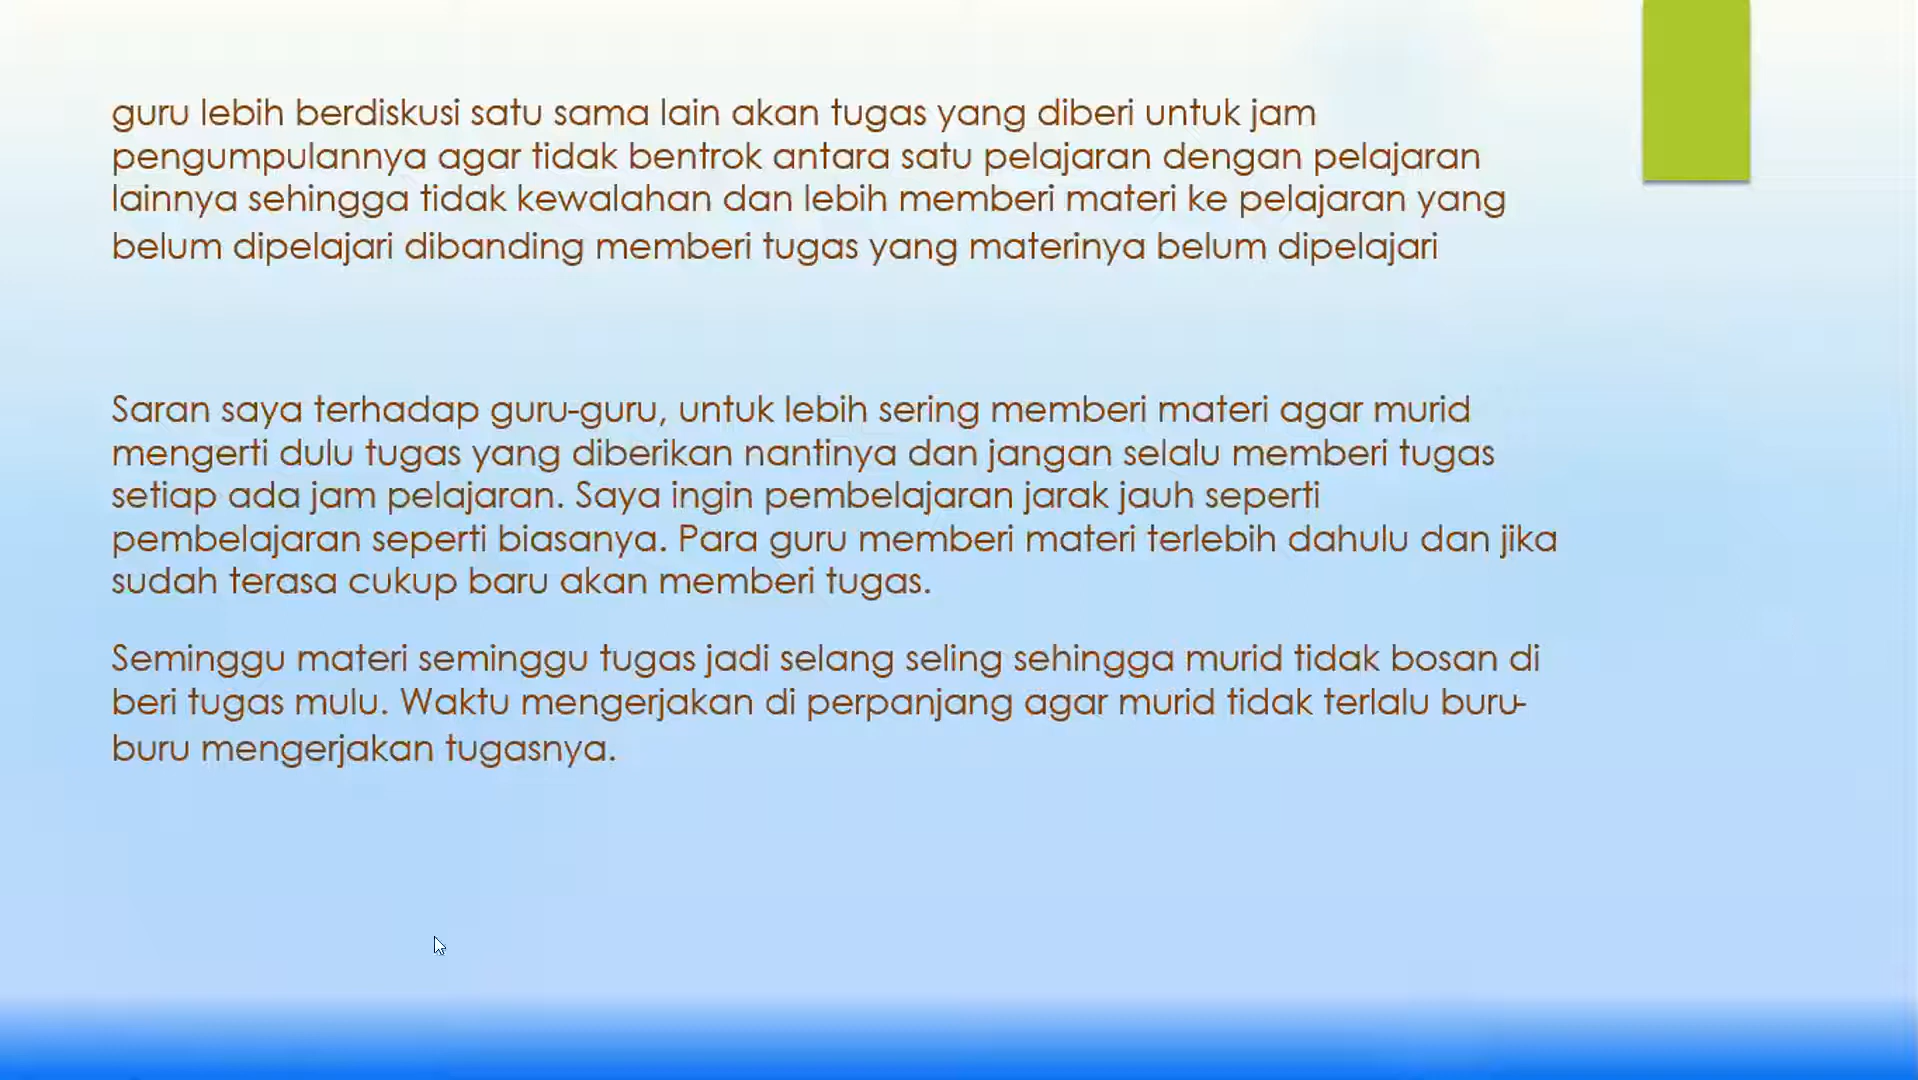 guru lebih berdiskusi satu sama lain akan tugas yang diberi untuk jam
pengumpulannya agar tidak bentrok antara satu pelajaran dengan pelajaran
lainnya sehingga tidak kewalahan dan lebih memberi materi ke pelajaran yang
belum dipelajari dibanding memberi tugas yang materinya belum dipelajari
Saran saya terhadap guru-guru, untuk lebih sering memberi materi agar murid
mengerti dulu tugas yang diberikan nantinya dan jangan selalu memberi tugas
setiap ada jam pelajaran. Saya ingin pembelajaran jarak jauh seperti
pembelajaran seperti biasanya. Para guru memberi materi terlebih dahulu dan jika
sudah terasa cukup baru akan memberi tugas.
Seminggu materi seminggu tugas jadi selang seling sehingga murid tidak bosan di
beri tugas mulu. Waktu mengerjakan di perpanjang agar murid tidak terlalu buru-
buru mengerjakan tugasnya.